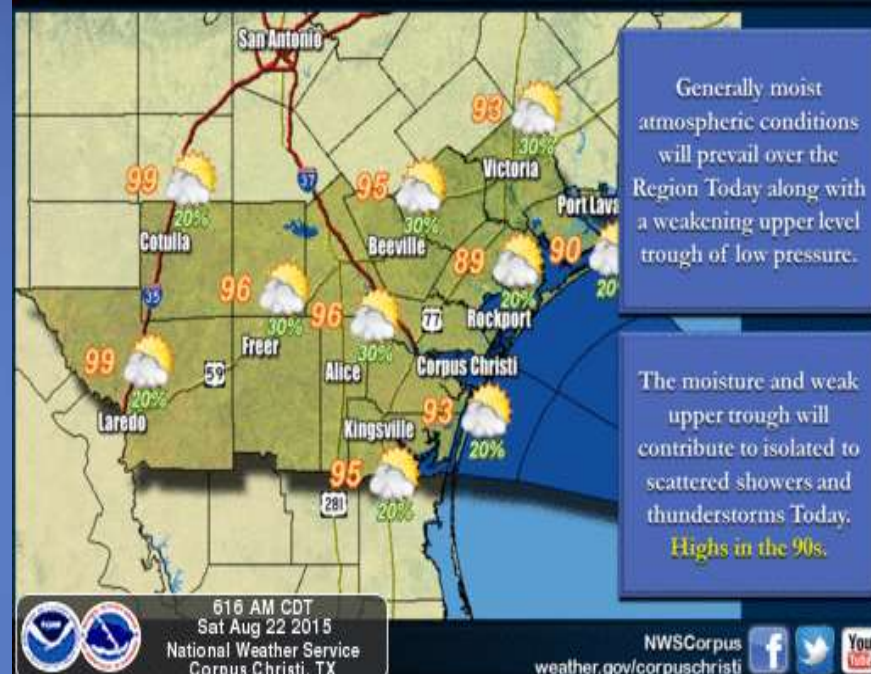 San Antonio
93
30%
Victoria
99
20%
Cotulla
37
95
30%
Beeville
Port Lava
89
20%
Rockport
90
20
35
96
30%
Freer
96
30%
Alice
77
Corpus Christi
99
20%
Laredo
59
93
20%
Kingsville
95
20%
281
Generally moist
atmospheric conditions
will prevail over the
Region Today along with
a weakening upper level
trough of low pressure.
The moisture and weak
upper trough will
contribute to isolated to
scattered showers and
thunderstorms Today.
Highs in the 90s.
616 AM CDT
Sat Aug 22 2015
National Weather Service
Corpus Christi, TX
NWSCorpus
weather.gov/corpuschristi
f
You
Tube